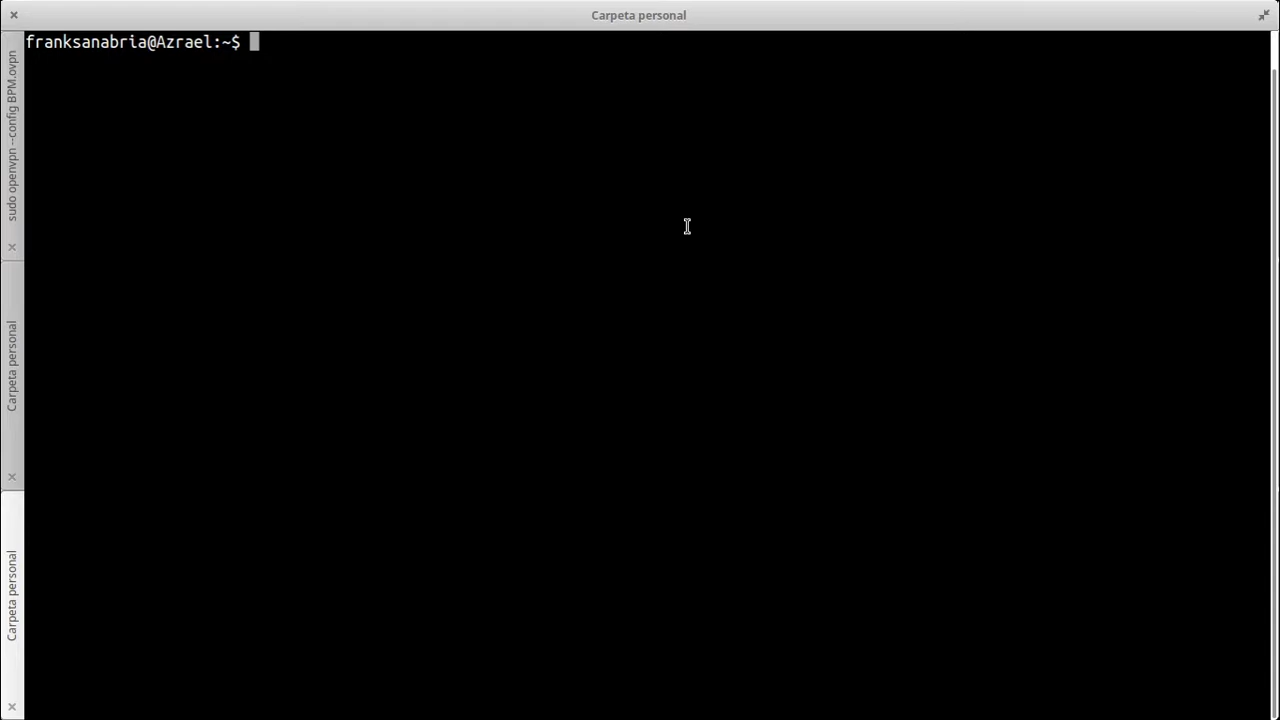 Carpeta personal
franksanabria@Azrael:~$
sudo openvpn --config BPM.ovpn
Carpeta personal
Carpeta personal